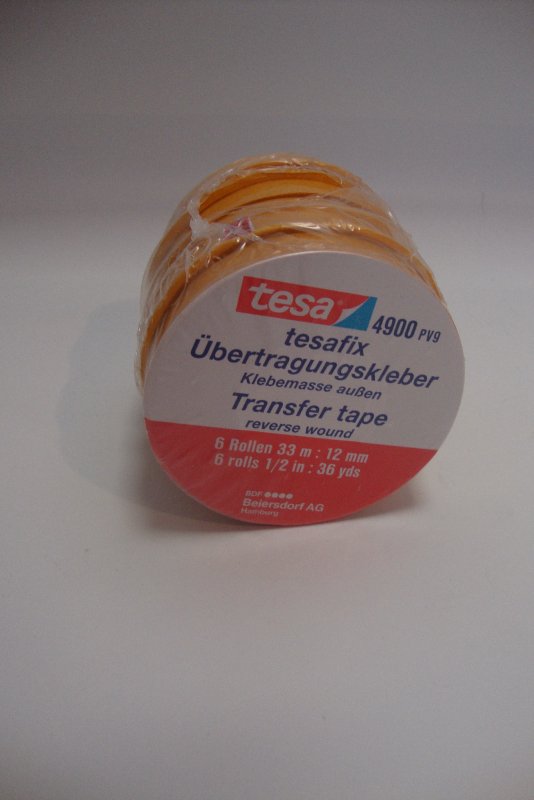 tesa
4900 PV9
tesafix
Übertragungskleber
Klebemasse außen
Transfer tape
reverse wound
6 Rollen 33 m : 12 mm
6 rolls 1/2 in : 36 yds
BDF ●●●●
Beiersdorf AG
Hamburg